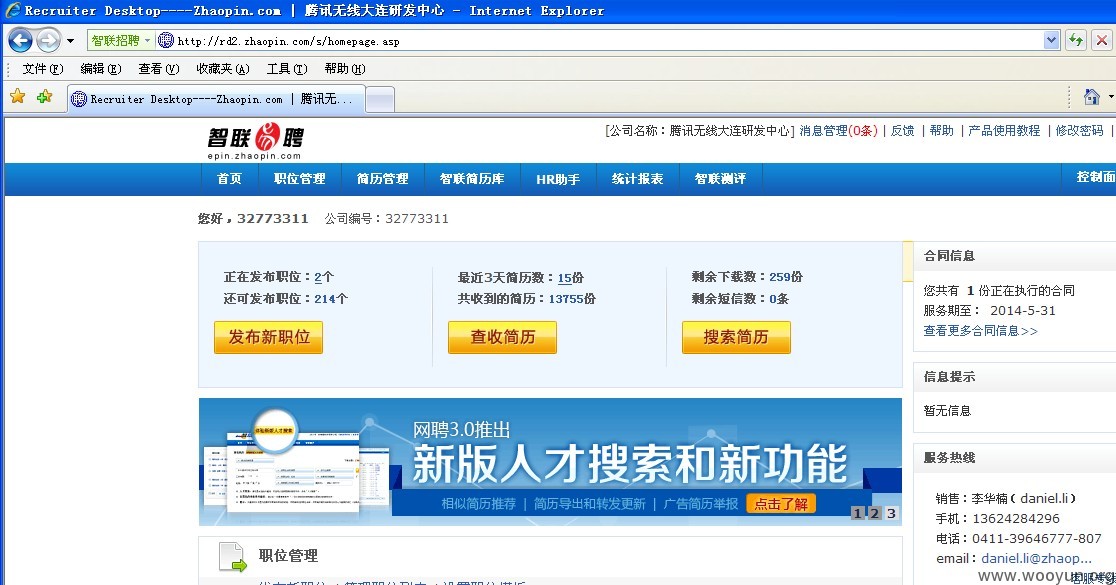 Recruiter Desktop----Zhaopin.com | 腾讯无线大连研发中心 - Internet Explorer
智联招聘 http://rd2.zhaopin.com/s/homepage.asp
文件(F) 编辑(E) 查看(V) 收藏夹(A) 工具(T) 帮助(H)
Recruiter Desktop----Zhaopin.com | 腾讯无...
智联 聘
epin.zhaopin.com
[公司名称：腾讯无线大连研发中心] 消息管理(0条) | 反馈 | 帮助 | 产品使用教程 | 修改密码 |
首页 职位管理 简历管理 智联简历库 HR助手 统计报表 智联测评 控制面
您好，32773311 公司编号：32773311
正在发布职位：2个
还可发布职位：214个
发布新职位
最近3天简历数：15份
共收到的简历：13755份
查收简历
剩余下载数：259份
剩余短信数：0条
搜索简历
合同信息
您共有 1 份正在执行的合同
服务期至： 2014-5-31
查看更多合同信息>>
信息提示
暂无信息
网聘3.0推出
新版人才搜索和新功能
相似简历推荐 | 简历导出和转发更新 | 广告简历举报 点击了解
1 2 3
服务热线
销售：李华楠 ( daniel.li )
手机：13624284296
电话：0411-39646777-807
email：daniel.li@zhaop...
职位管理
www.wooyun.org